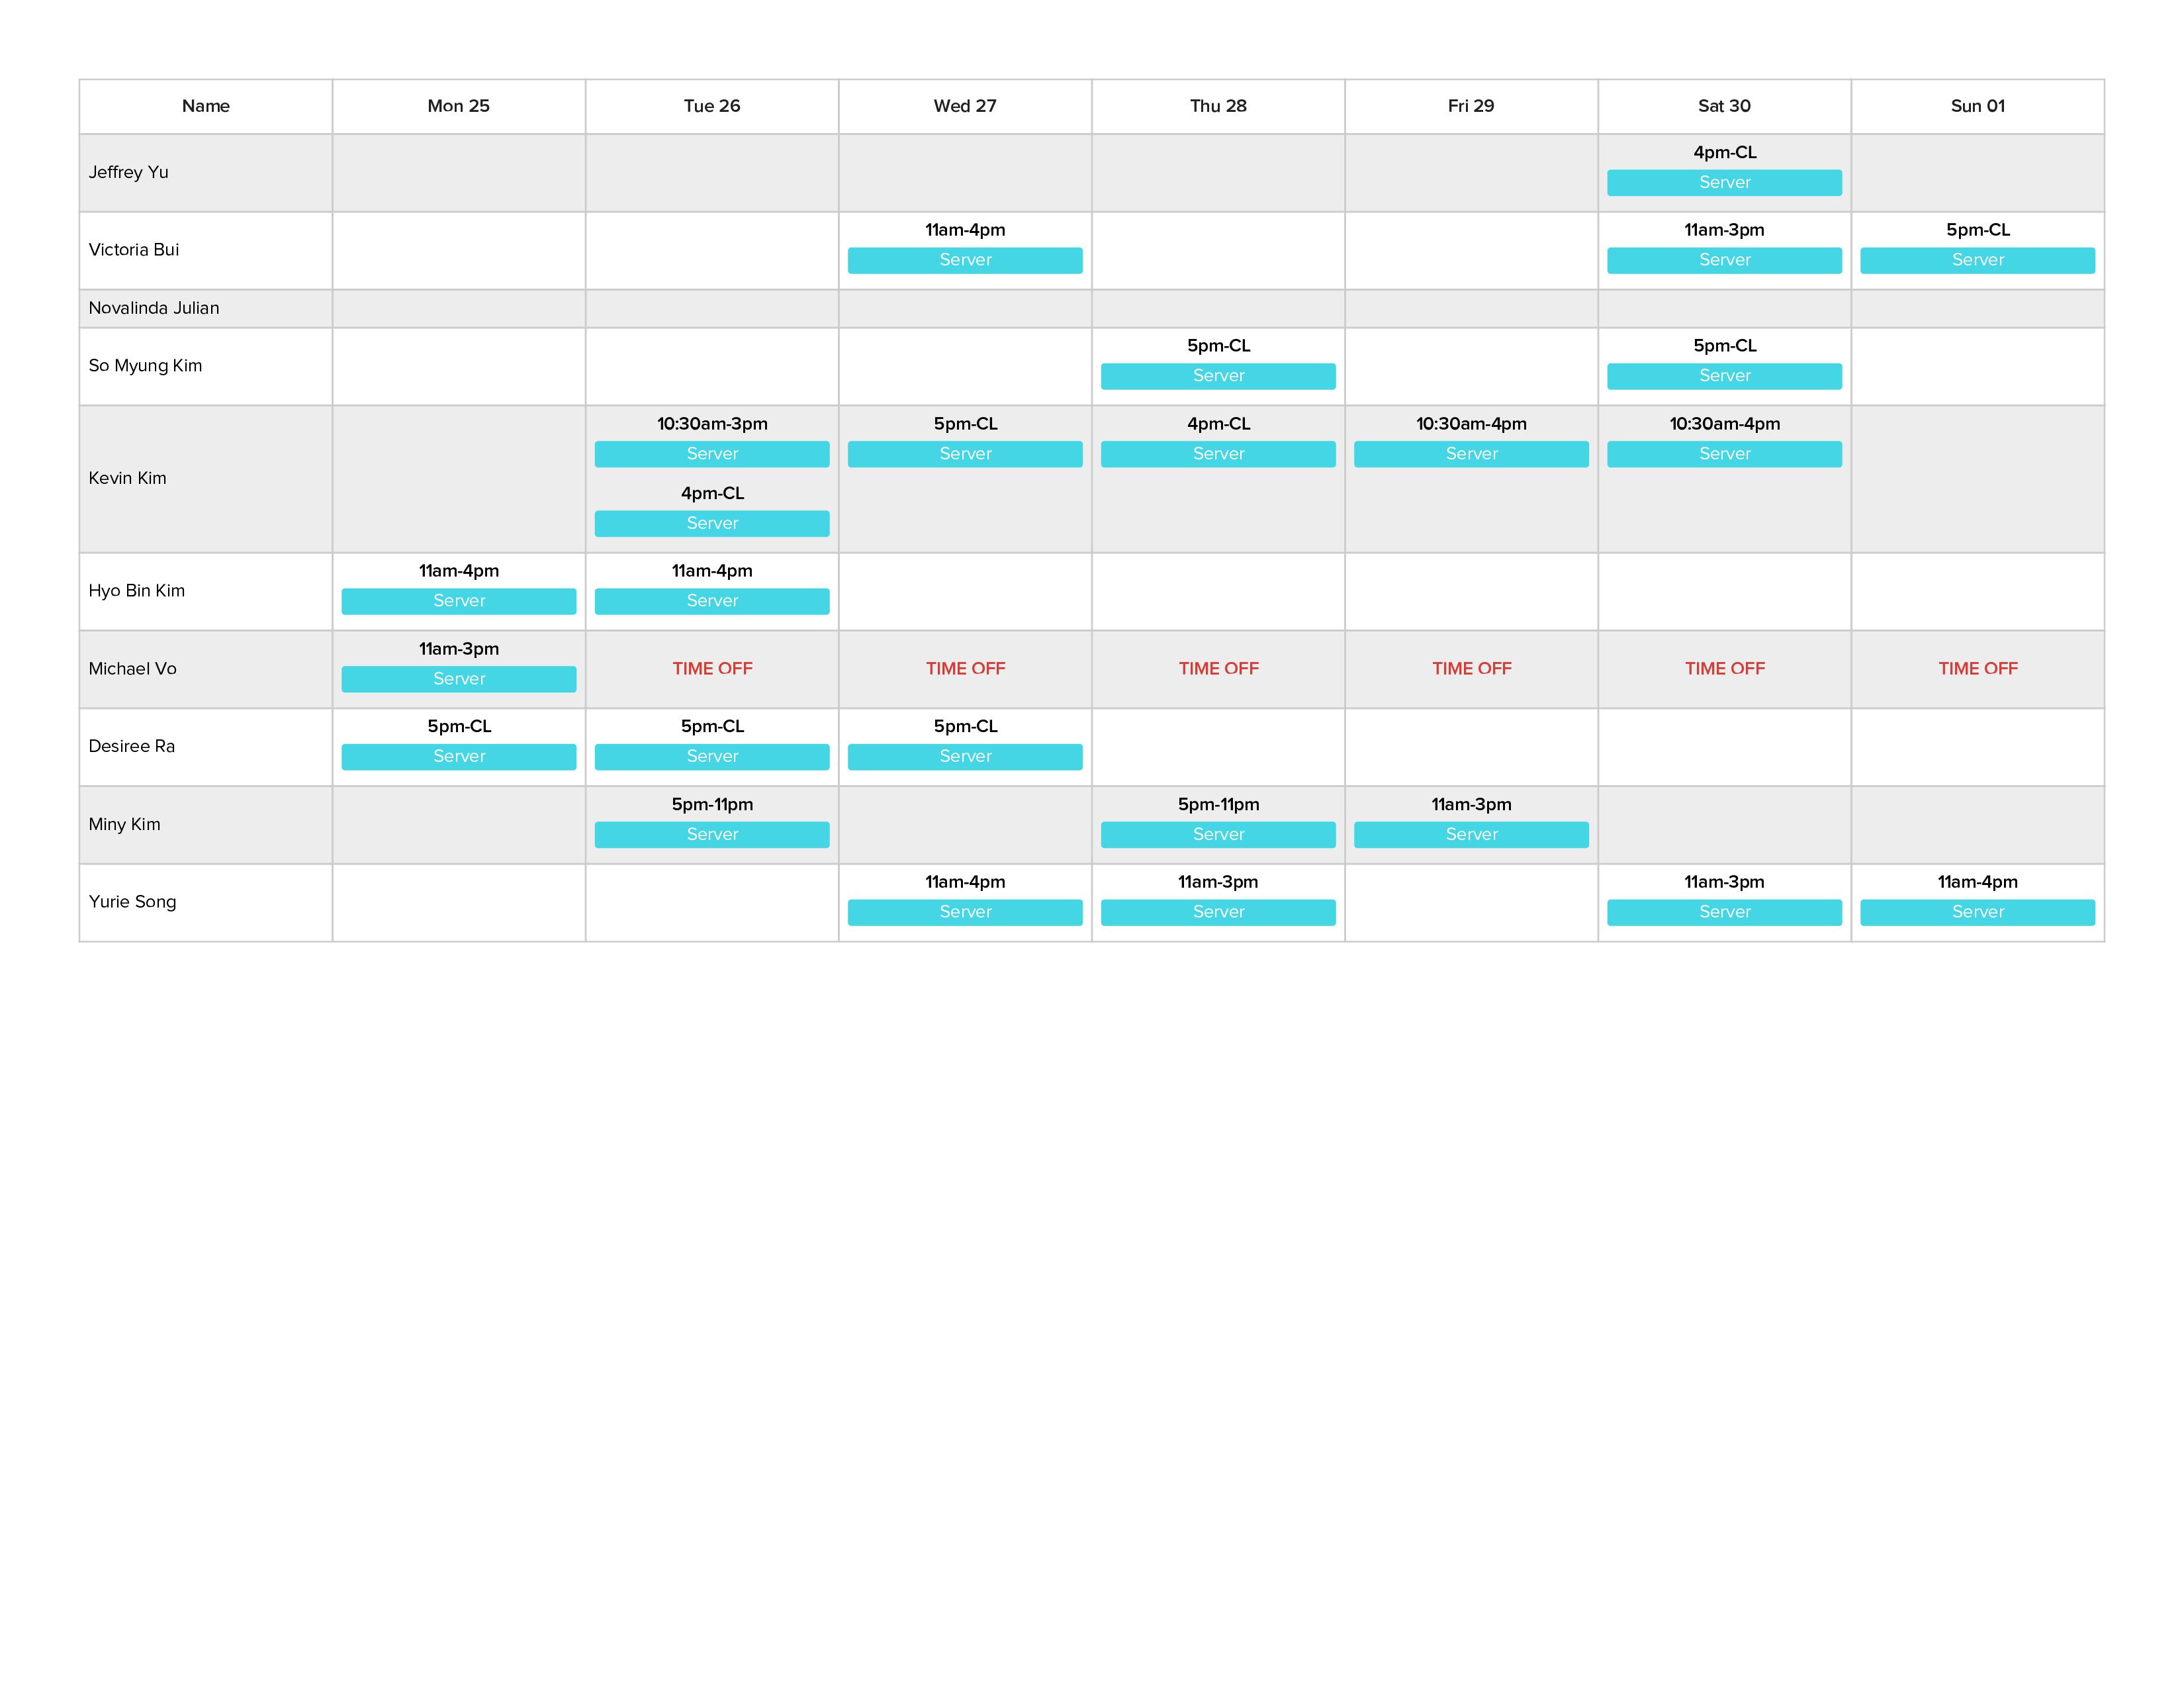 Name Mon 25 Tue 26 Wed 27 Thu 28 Fri 29 Sat 30 Sun 01
Jeffrey Yu
4pm-CL
Server
Victoria Bui
11am-4pm 11am-3pm 5pm-CL
Server Server Server
Novalinda Julian
So Myung Kim
5pm-CL 5pm-CL
Server Server
Kevin Kim
10:30am-3pm 5pm-CL 4pm-CL 10:30am-4pm 10:30am-4pm
Server Server Server Server Server
4pm-CL
Server
Hyo Bin Kim
11am-4pm 11am-4pm
Server Server
Michael Vo
11am-3pm
Server
TIME OFF TIME OFF TIME OFF TIME OFF TIME OFF TIME OFF
Desiree Ra
5pm-CL 5pm-CL 5pm-CL
Server Server Server
Miny Kim
5pm-11pm 5pm-11pm 11am-3pm
Server Server Server
Yurie Song
11am-4pm 11am-3pm 11am-3pm 11am-4pm
Server Server Server Server